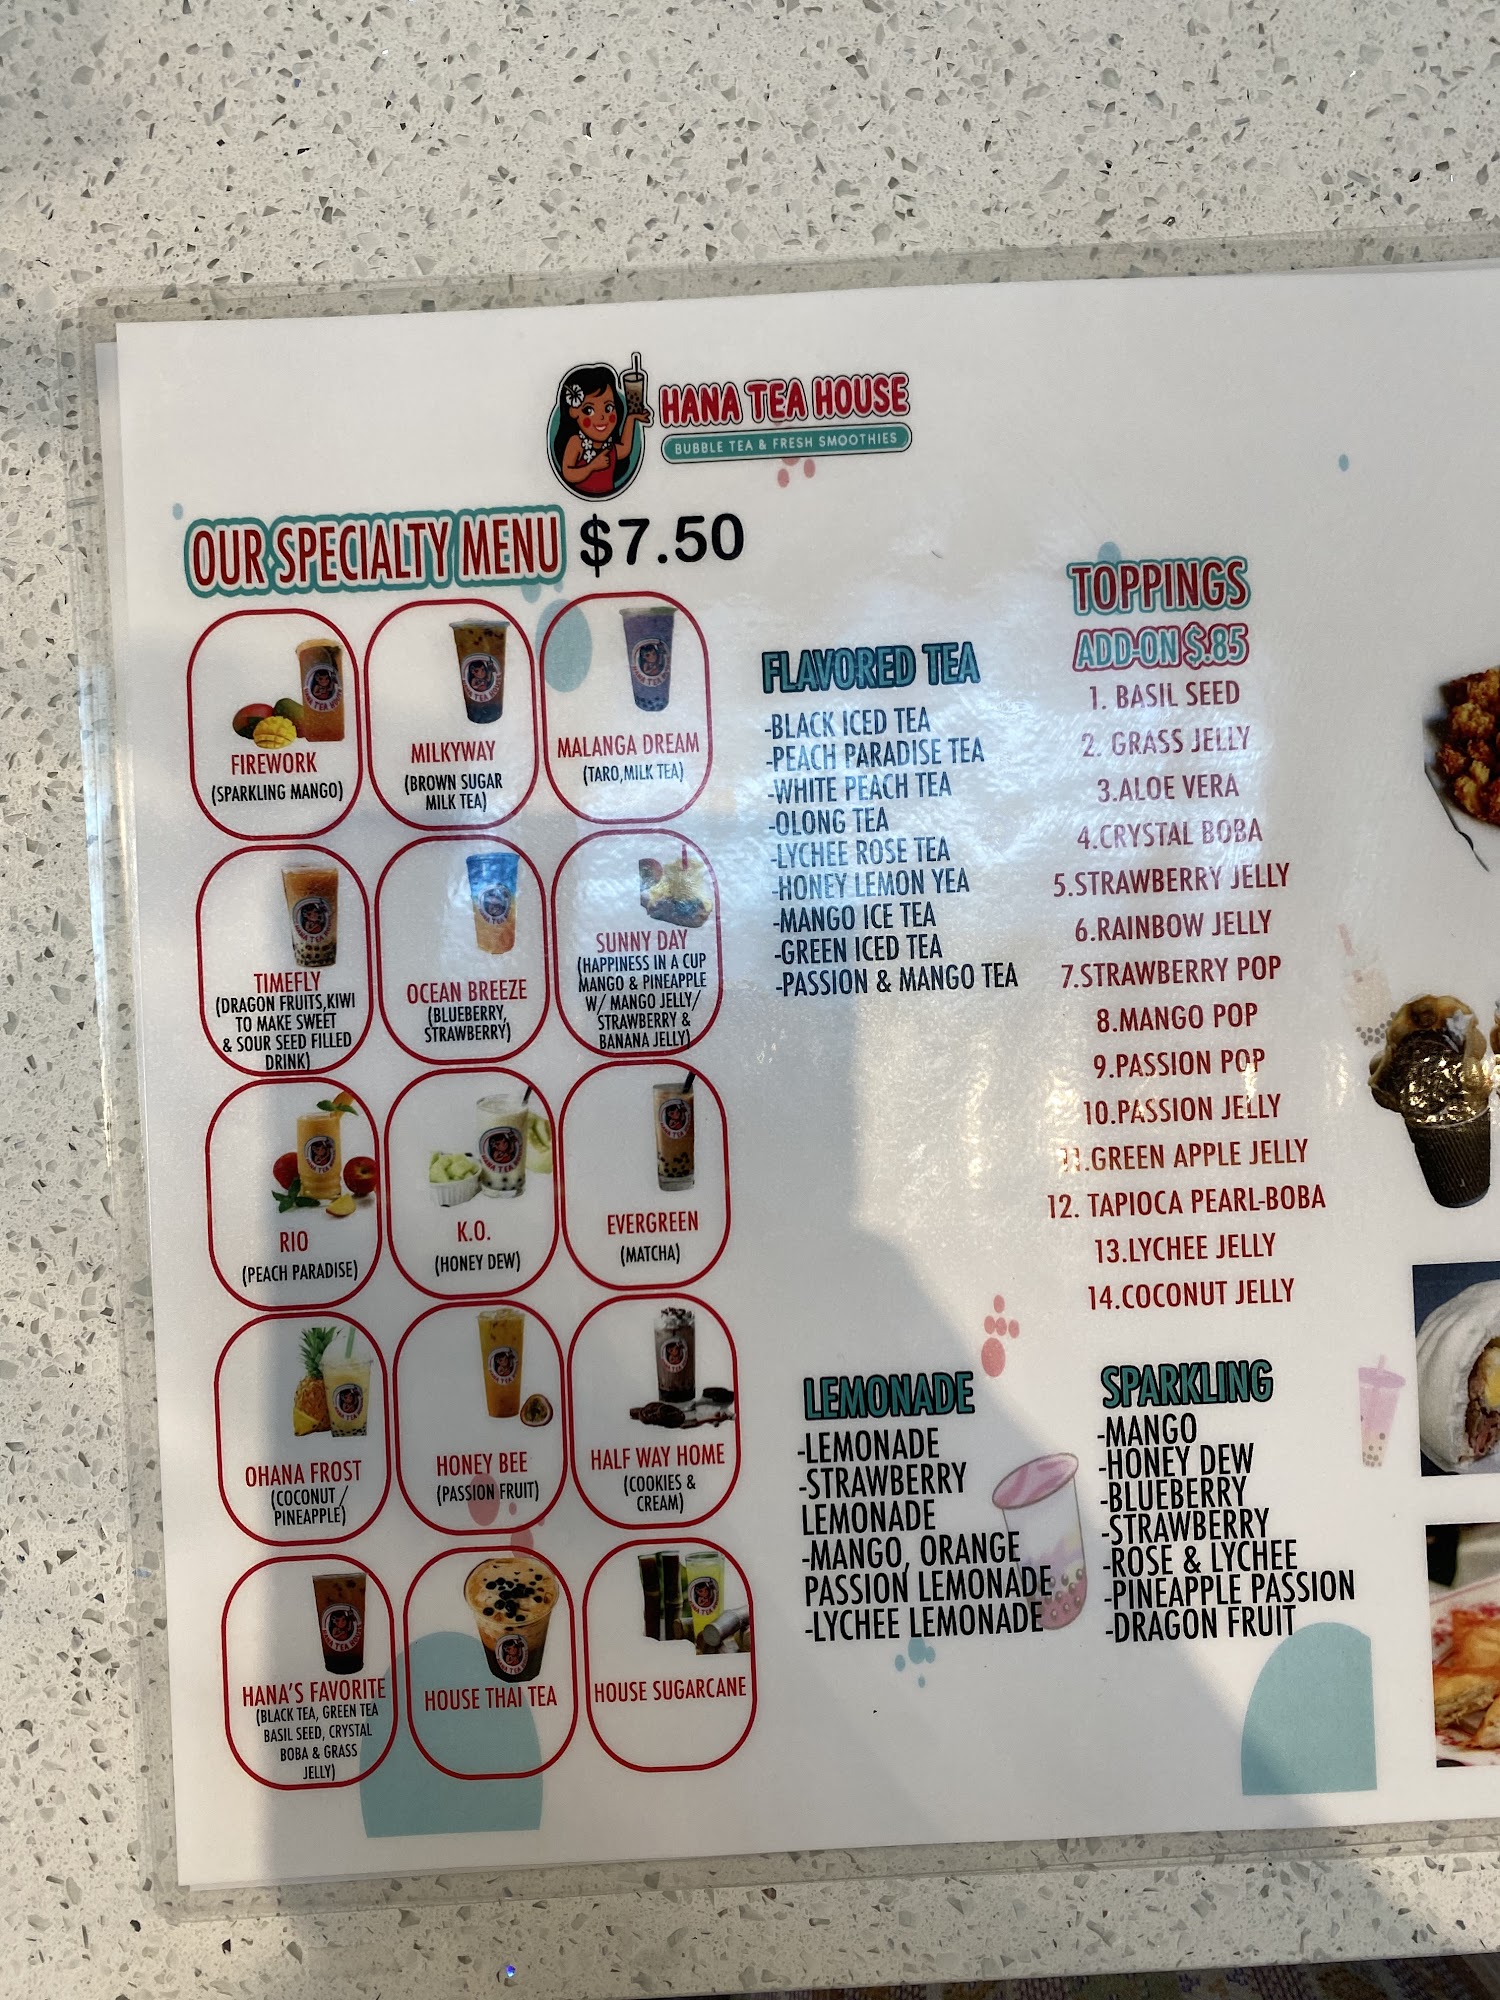 HANA TEA HOUSE
BUBBLE TEA & FRESH SMOOTHIES
OUR SPECIALTY MENU $7.50
FIREWORK
(SPARKLING MANGO)
MILKYWAY
(BROWN SUGAR
MILK TEA)
MALANGA DREAM
(TARO,MILK TEA)
TIMEFLY
(DRAGON FRUITS,KIWI
TO MAKE SWEET
& SOUR SEED FILLED
DRINK)
OCEAN BREEZE
(BLUEBERRY,
STRAWBERRY)
SUNNY DAY
(HAPPINESS IN A CUP
MANGO & PINEAPPLE
W/ MANGO JELLY/
STRAWBERRY &
BANANA JELLY)
RIO
(PEACH PARADISE)
K.O.
(HONEY DEW)
EVERGREEN
(MATCHA)
OHANA FROST
(COCONUT /
PINEAPPLE)
HONEY BEE
(PASSION FRUIT)
HALF WAY HOME
(COOKIES &
CREAM)
HANA'S FAVORITE
(BLACK TEA, GREEN TEA
BASIL SEED, CRYSTAL
BOBA & GRASS
JELLY)
HOUSE THAI TEA
HOUSE SUGARCANE
FLAVORED TEA
-BLACK ICED TEA
-PEACH PARADISE TEA
-WHITE PEACH TEA
-OLONG TEA
-LYCHEE ROSE TEA
-HONEY LEMON YEA
-MANGO ICE TEA
-GREEN ICED TEA
-PASSION & MANGO TEA
TOPPINGS
ADD-ON $.85
1. BASIL SEED
2. GRASS JELLY
3.ALOE VERA
4.CRYSTAL BOBA
5.STRAWBERRY JELLY
6.RAINBOW JELLY
7.STRAWBERRY POP
8.MANGO POP
9.PASSION POP
10.PASSION JELLY
11.GREEN APPLE JELLY
12. TAPIOCA PEARL-BOBA
13.LYCHEE JELLY
14.COCONUT JELLY
LEMONADE
-LEMONADE
-STRAWBERRY
LEMONADE
-MANGO, ORANGE
PASSION LEMONADE
-LYCHEE LEMONADE
SPARKLING
-MANGO
-HONEY DEW
-BLUEBERRY
-STRAWBERRY
-ROSE & LYCHEE
-PINEAPPLE PASSION
-DRAGON FRUIT